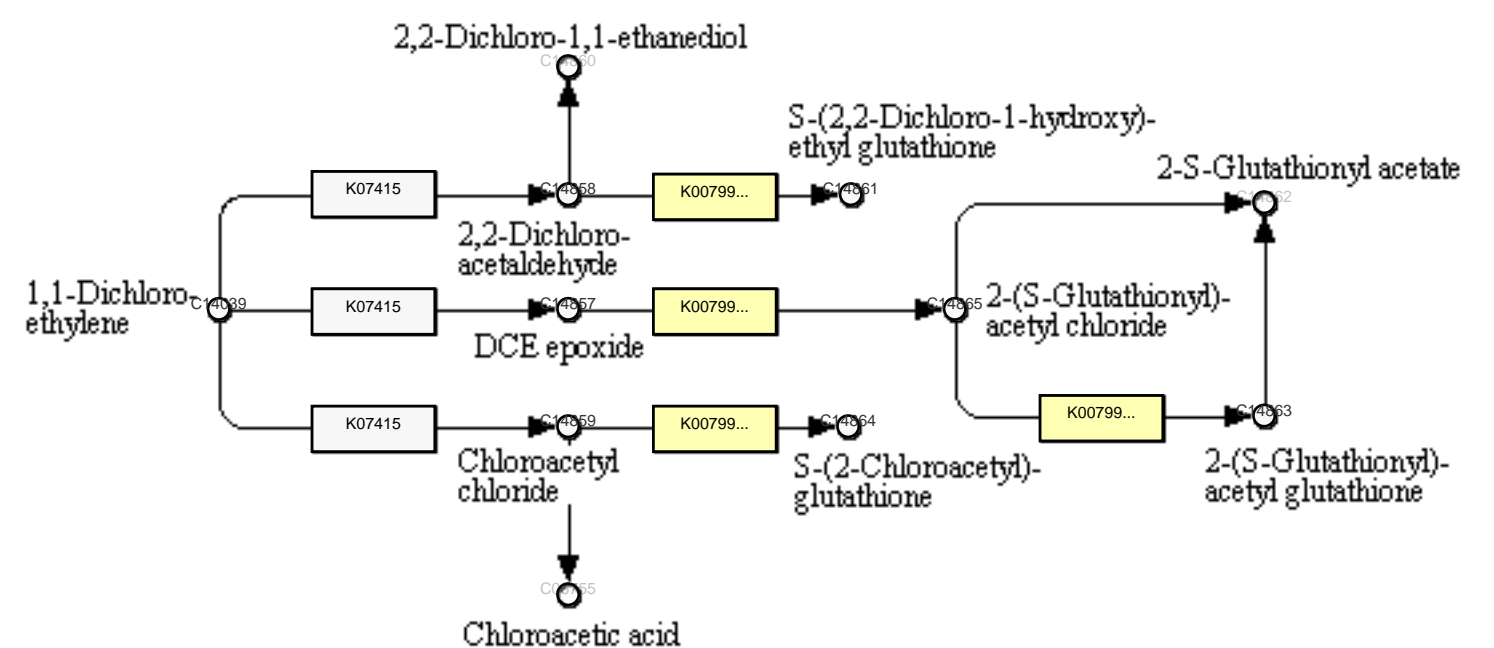 2,2-Dichloro-1,1-ethanediol
S-(2,2-Dichloro-1-hydroxy)-
ethyl glutathione
2-S-Glutathionyl acetate
K07415
C14858
K00799...
C14861
2,2-Dichloro-
acetaldehyde
1,1-Dichloro-
ethylene
C14039
K07415
C14857
K00799...
C14865
2-(S-Glutathionyl)-
acetyl chloride
DCE epoxide
K07415
C14859
K00799...
C14864
K00799...
C14863
Chloroacetyl
chloride
S-(2-Chloroacetyl)-
glutathione
2-(S-Glutathionyl)-
acetyl glutathione
Chloroacetic acid